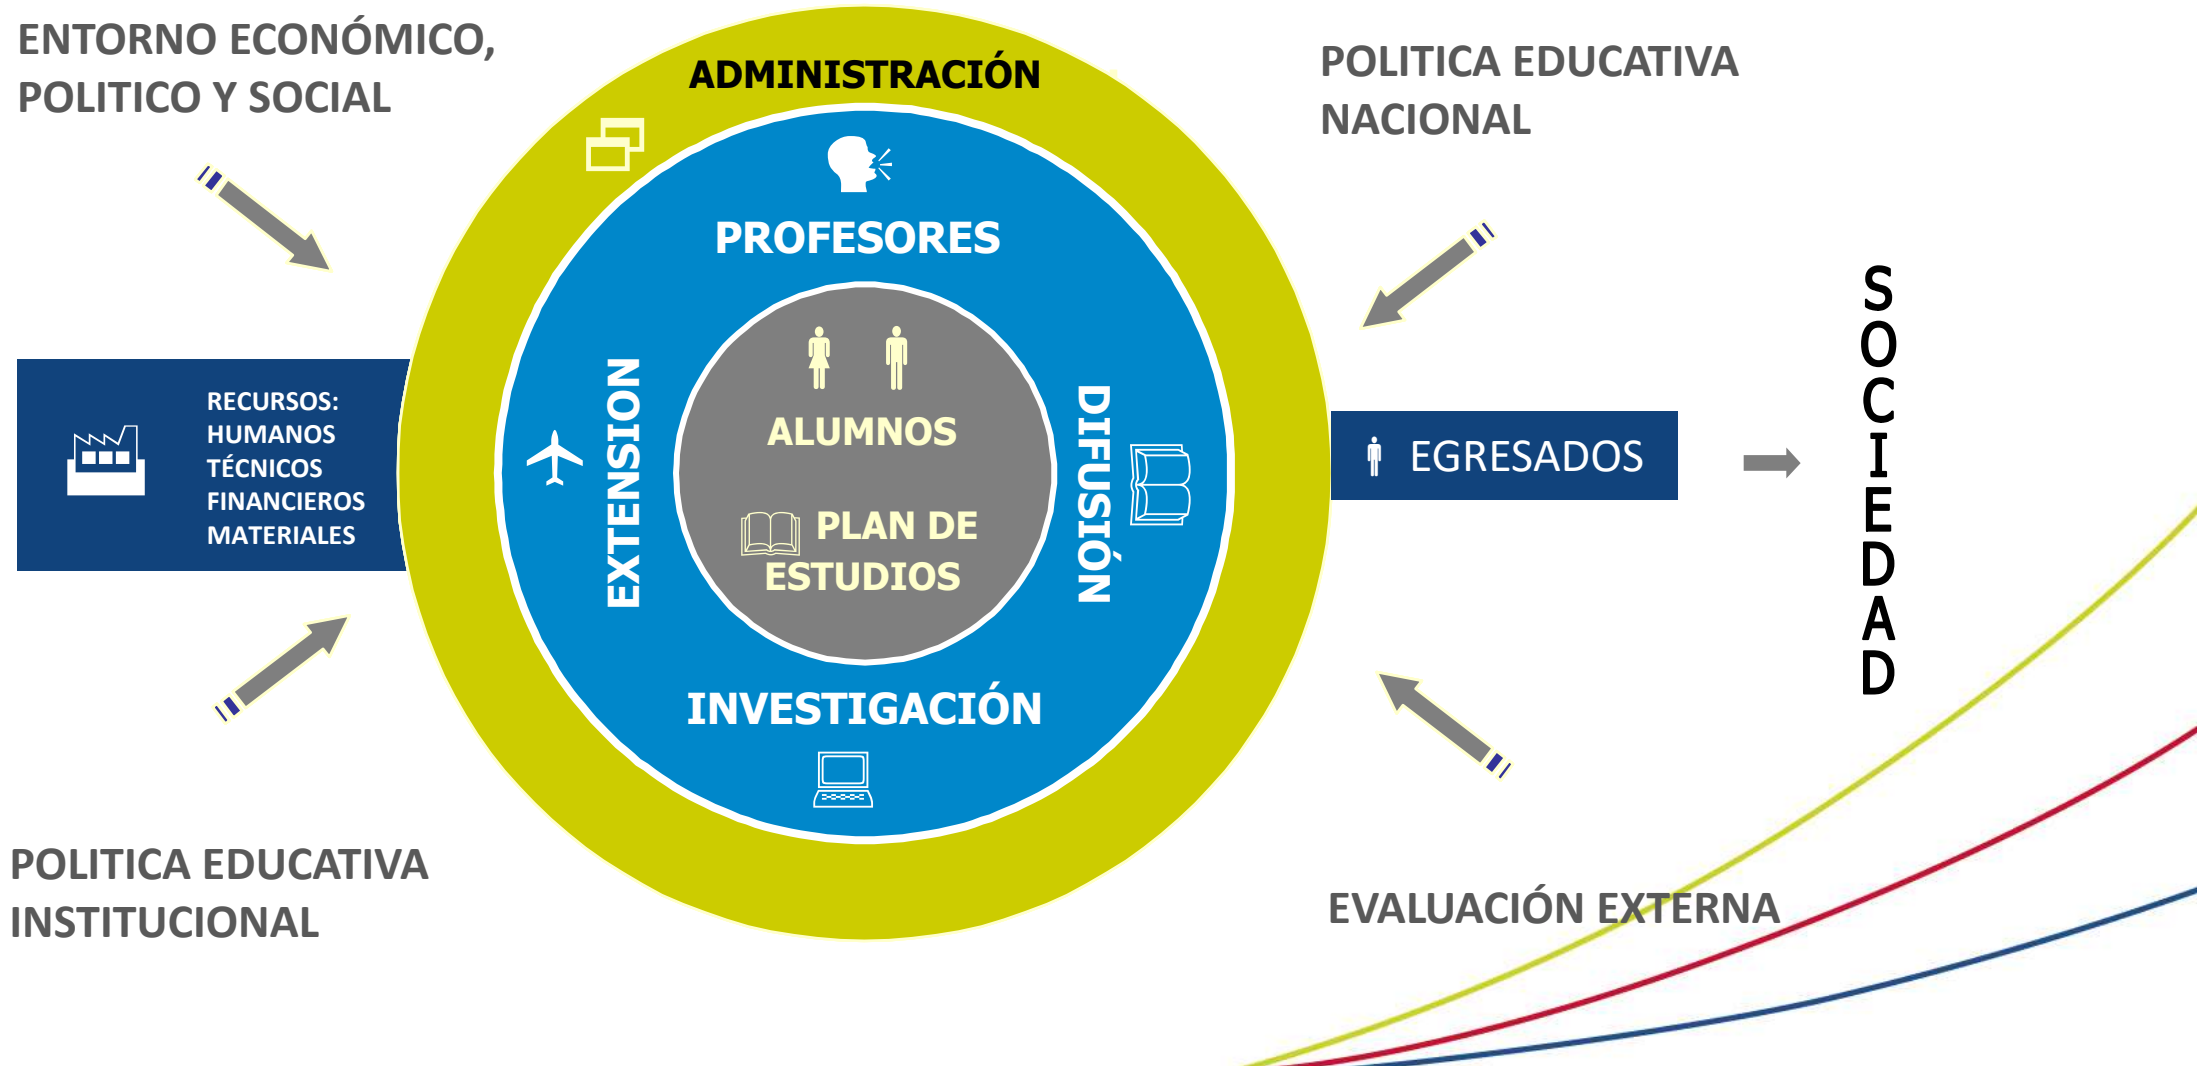 ENTORNO ECONÓMICO,
POLITICO Y SOCIAL
ADMINISTRACIÓN
POLITICA EDUCATIVA
NACIONAL
PROFESORES
RECURSOS:
HUMANOS
TÉCNICOS
FINANCIEROS
MATERIALES
EXTENSION
ALUMNOS
PLAN DE
ESTUDIOS
DIFUSIÓN
EGRESADOS
SOCIEDAD
INVESTIGACIÓN
POLITICA EDUCATIVA
INSTITUCIONAL
EVALUACIÓN EXTERNA